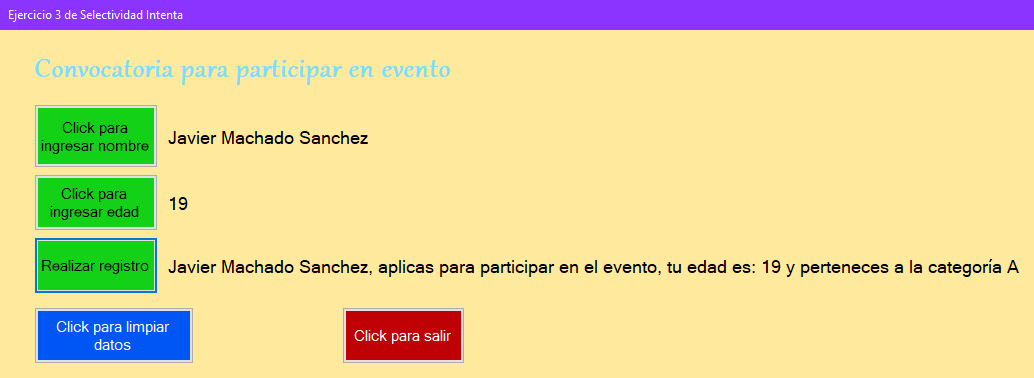 Ejercicio 3 de Selectividad Intenta
Convocatoria para participar en evento
Click para
ingresar nombre
Javier Machado Sanchez
Click para
ingresar edad
19
Realizar registro
Javier Machado Sanchez, aplicas para participar en el evento, tu edad es: 19 y perteneces a la categoría A
Click para limpiar
datos
Click para salir